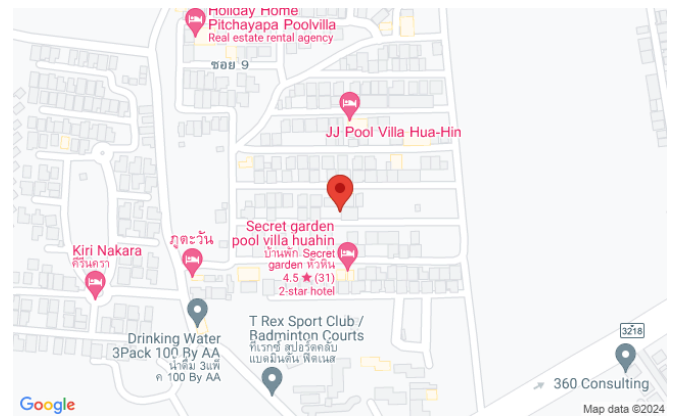 Holiday Home
Pitchayapa Poolvilla
Real estate rental agency
ซอย 9
JJ Pool Villa Hua-Hin
Secret garden
pool villa huahin
บ้านพัก Secret
garden หัวหิน
4.5 ★ (31)
2-star hotel
ภูตะวัน
Kiri Nakara
คีรีนครา
Drinking Water
3Pack 100 By AA
น้ำดื่ม 3แพ็
ค 100 By AA
T Rex Sport Club /
Badminton Courts
ทีเรกซ์ สปอร์ตคลับ
แบดมินตัน ฟิตเนส
3218
360 Consulting
Google
Map data ©2024